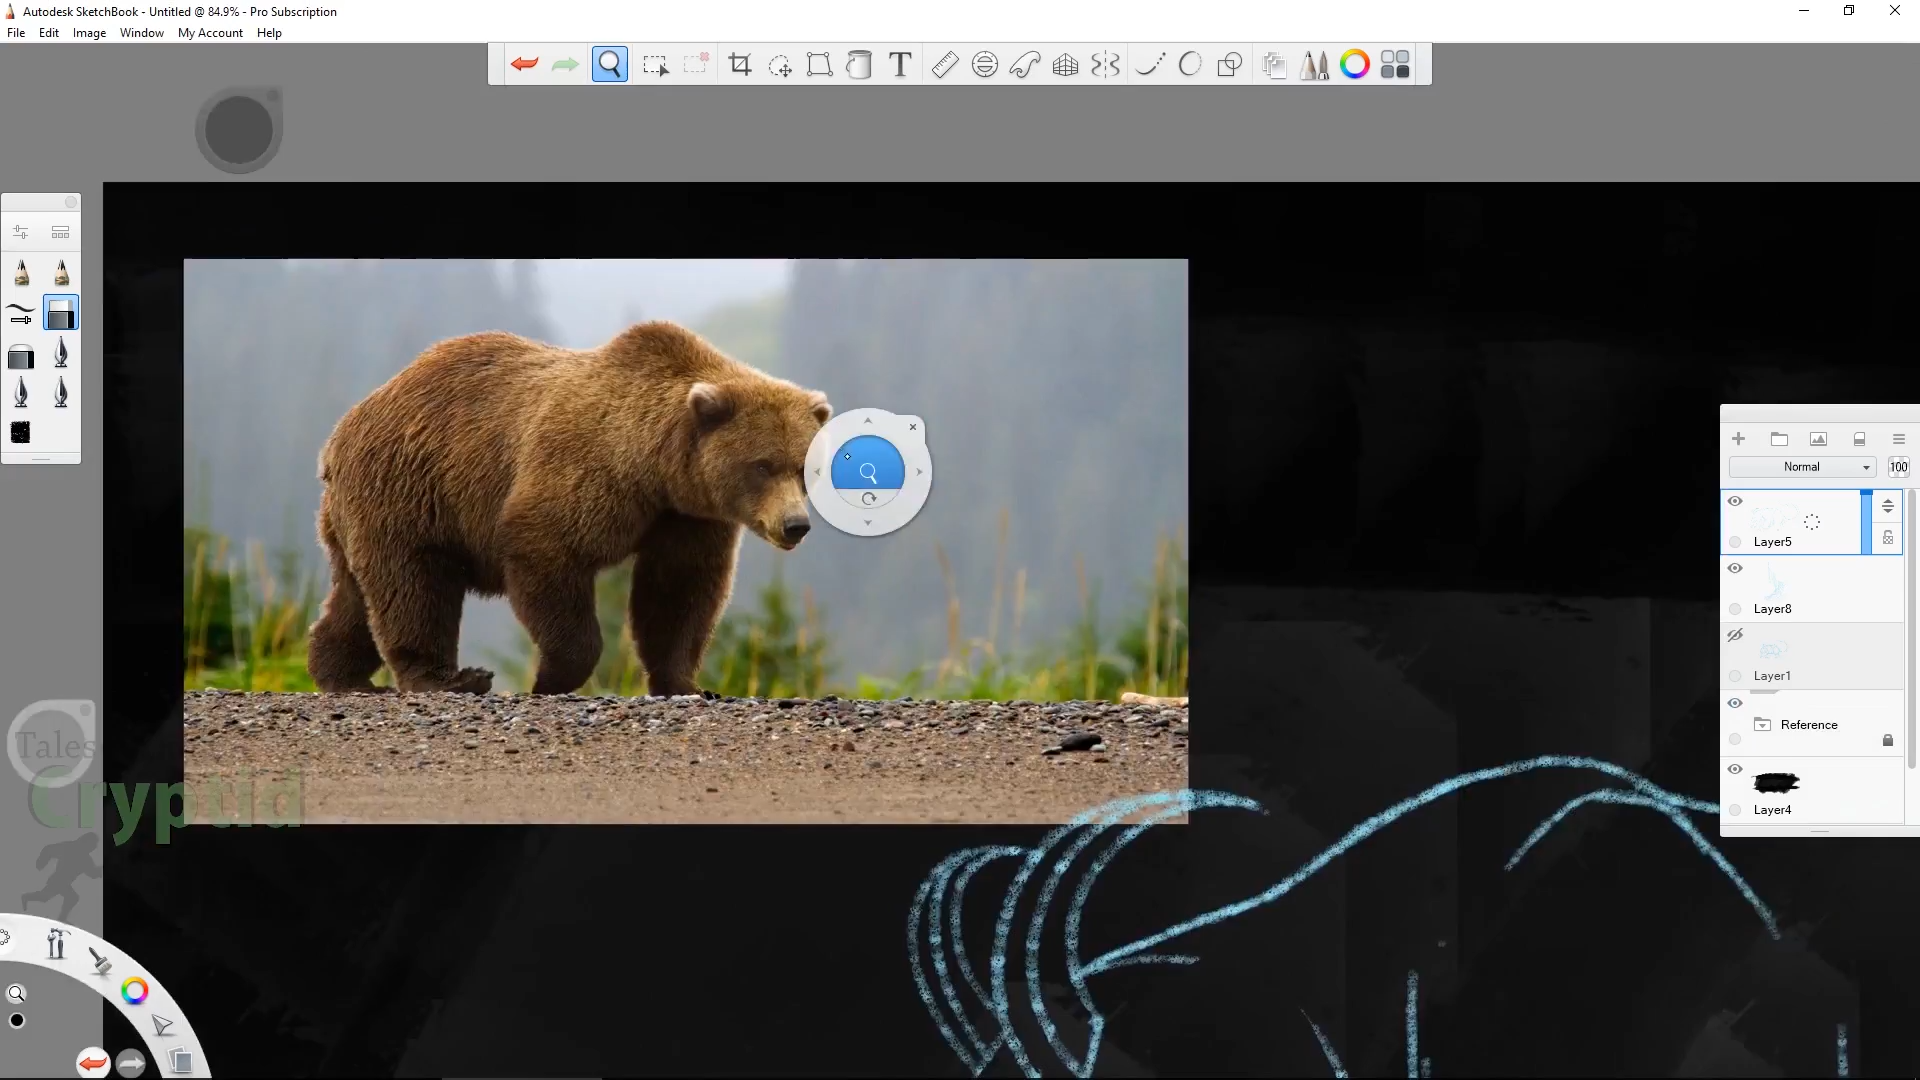 Autodesk SketchBook - Untitled @ 84.9% - Pro Subscription
File Edit Image Window My Account Help
T
Normal 100
Layer5
Layer8
Layer1
Reference
Layer4
Tales
Cryptid